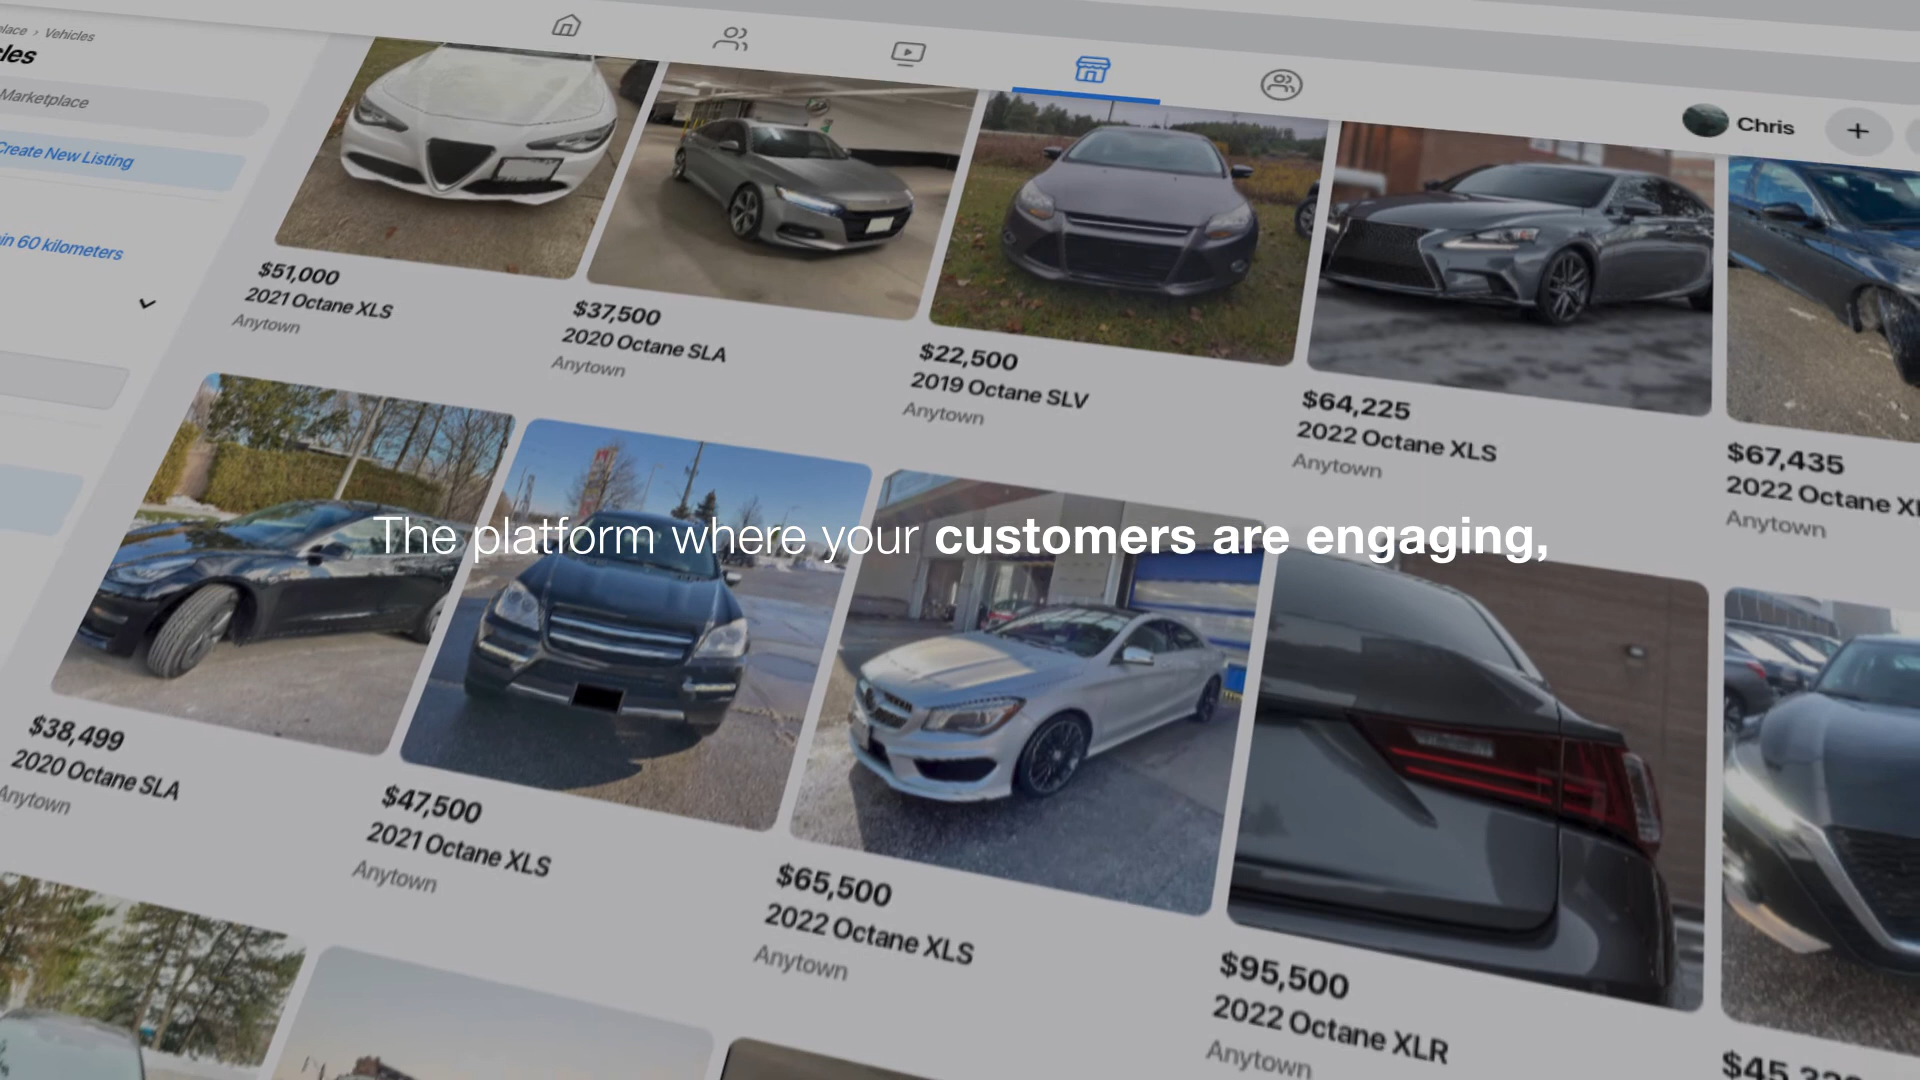 Vehicles
Marketplace
Create New Listing
60 kilometers
Chris
$51,000
2021 Octane XLS
Anytown
$37,500
2020 Octane SLA
Anytown
$22,500
2019 Octane SLV
Anytown
$64,225
2022 Octane XLS
Anytown
$67,435
2022 Octane
Anytown
The platform where your customers are engaging,
$38,499
2020 Octane SLA
Anytown
$47,500
2021 Octane XLS
Anytown
$65,500
2022 Octane XLS
Anytown
$95,500
2022 Octane XLR
Anytown